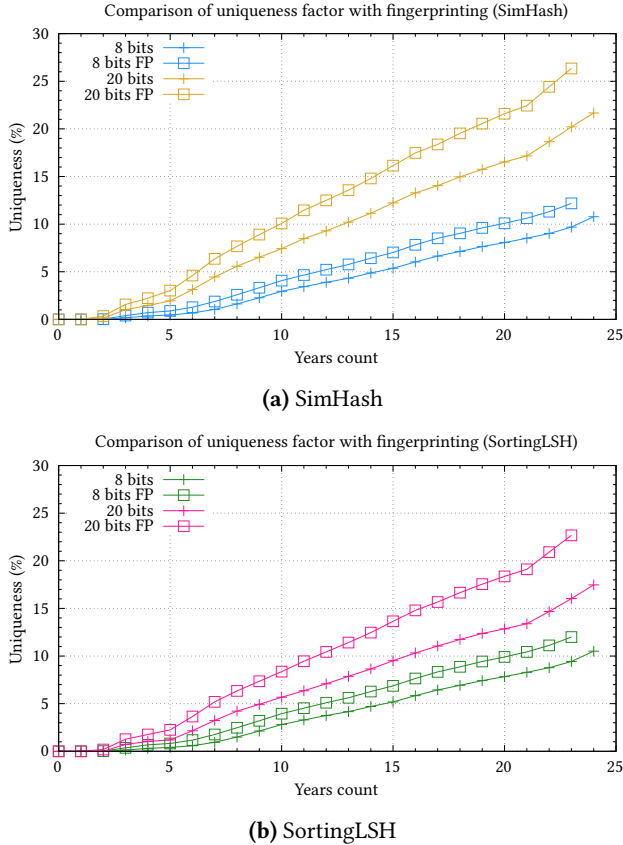 Comparison of uniqueness factor with fingerprinting (SimHash)
30
25
20
15
10
5
0
Uniqueness (%)
8 bits
8 bits FP
20 bits
20 bits FP
0 5 10 15 20 25
Years count
(a) SimHash
Comparison of uniqueness factor with fingerprinting (SortingLSH)
30
25
20
15
10
5
0
Uniqueness (%)
8 bits
8 bits FP
20 bits
20 bits FP
0 5 10 15 20 25
Years count
(b) SortingLSH